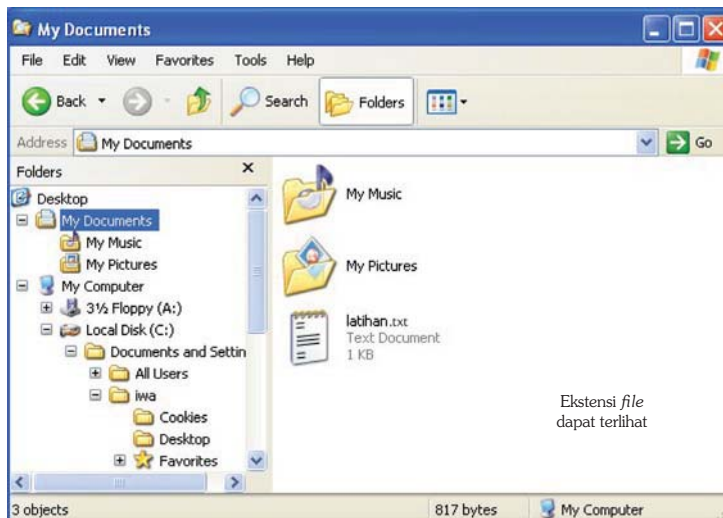 My Documents
File Edit View Favorites Tools Help
Back Search Folders
Address My Documents Go
Folders
Desktop
My Documents
My Music
My Pictures
My Computer
3½ Floppy (A:)
Local Disk (C:)
Documents and Settin
All Users
iwa
Cookies
Desktop
Favorites
My Music
My Pictures
latihan.txt
Text Document
1 KB
Ekstensi file
dapat terlihat
3 objects 817 bytes My Computer